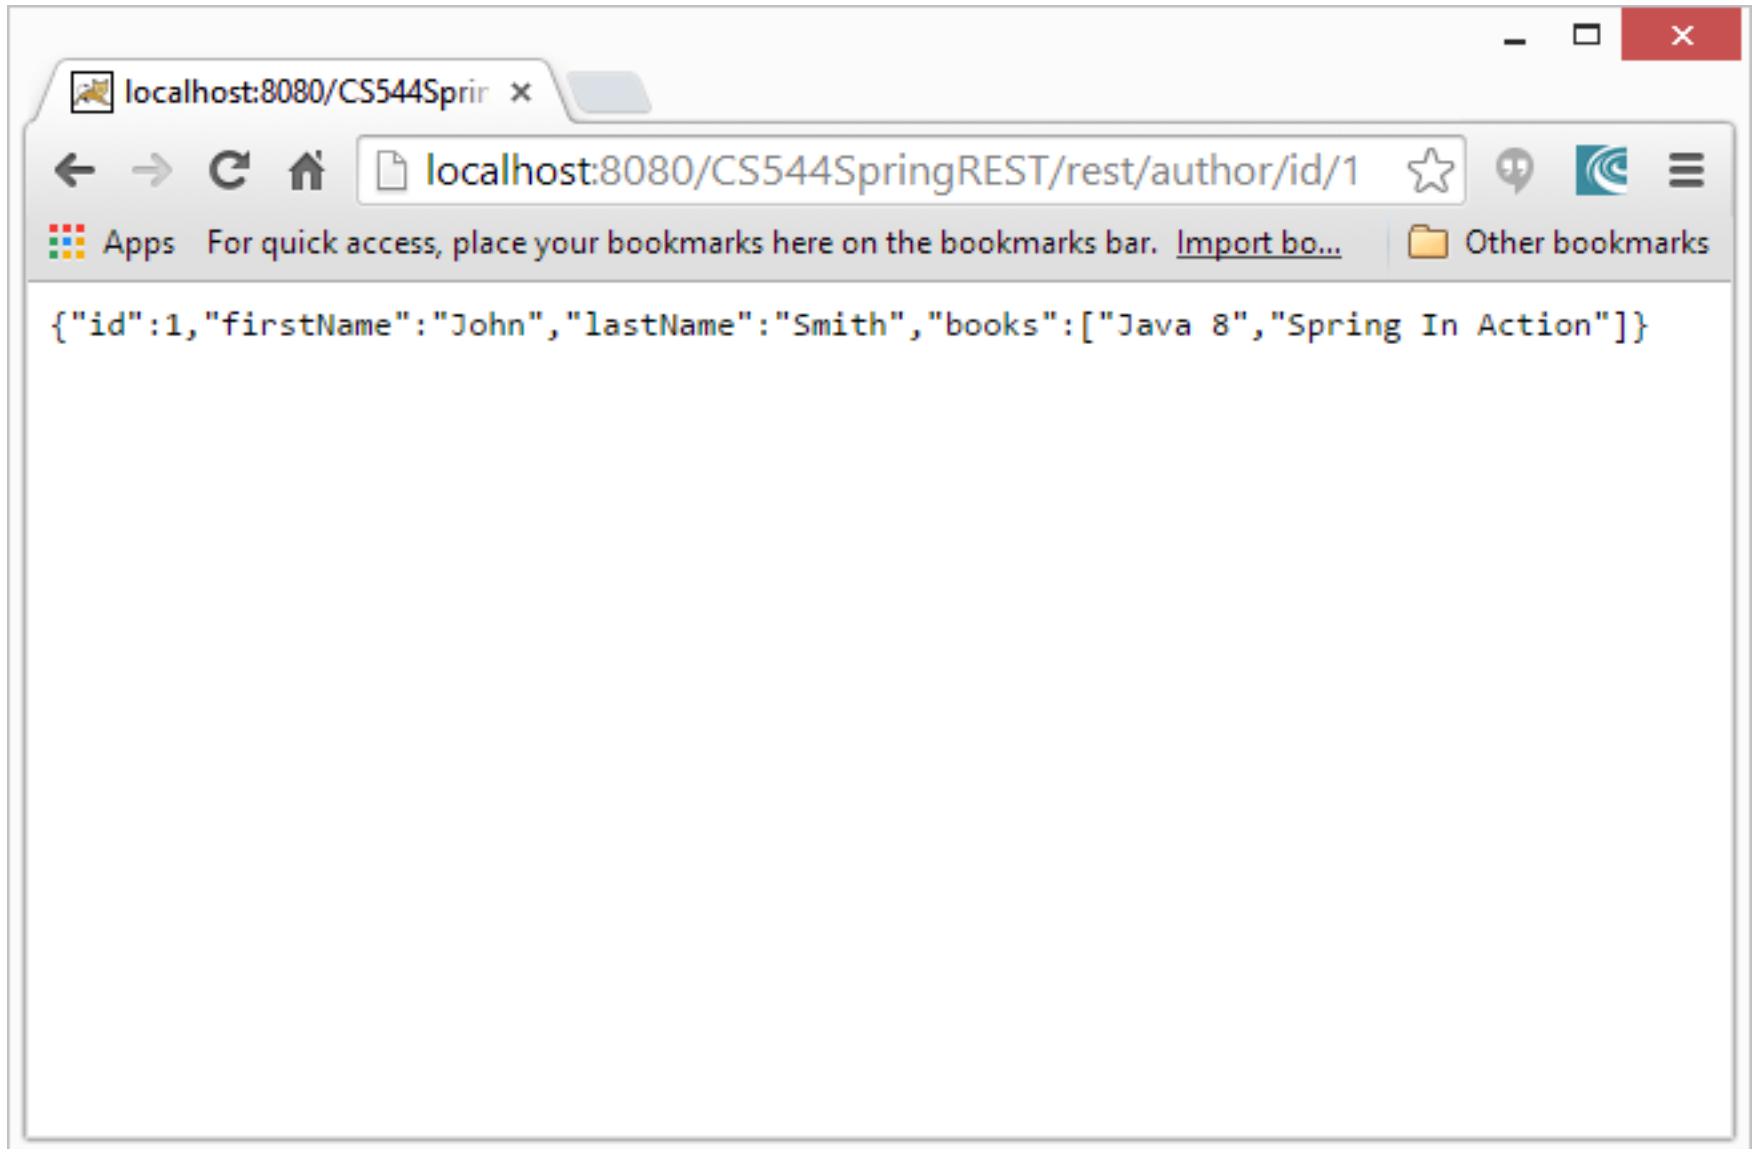 localhost:8080/CS544Sprin
localhost:8080/CS544SpringREST/rest/author/id/1
Apps For quick access, place your bookmarks here on the bookmarks bar. Import bo... Other bookmarks
{"id":1,"firstName":"John","lastName":"Smith","books":["Java 8","Spring In Action"]}